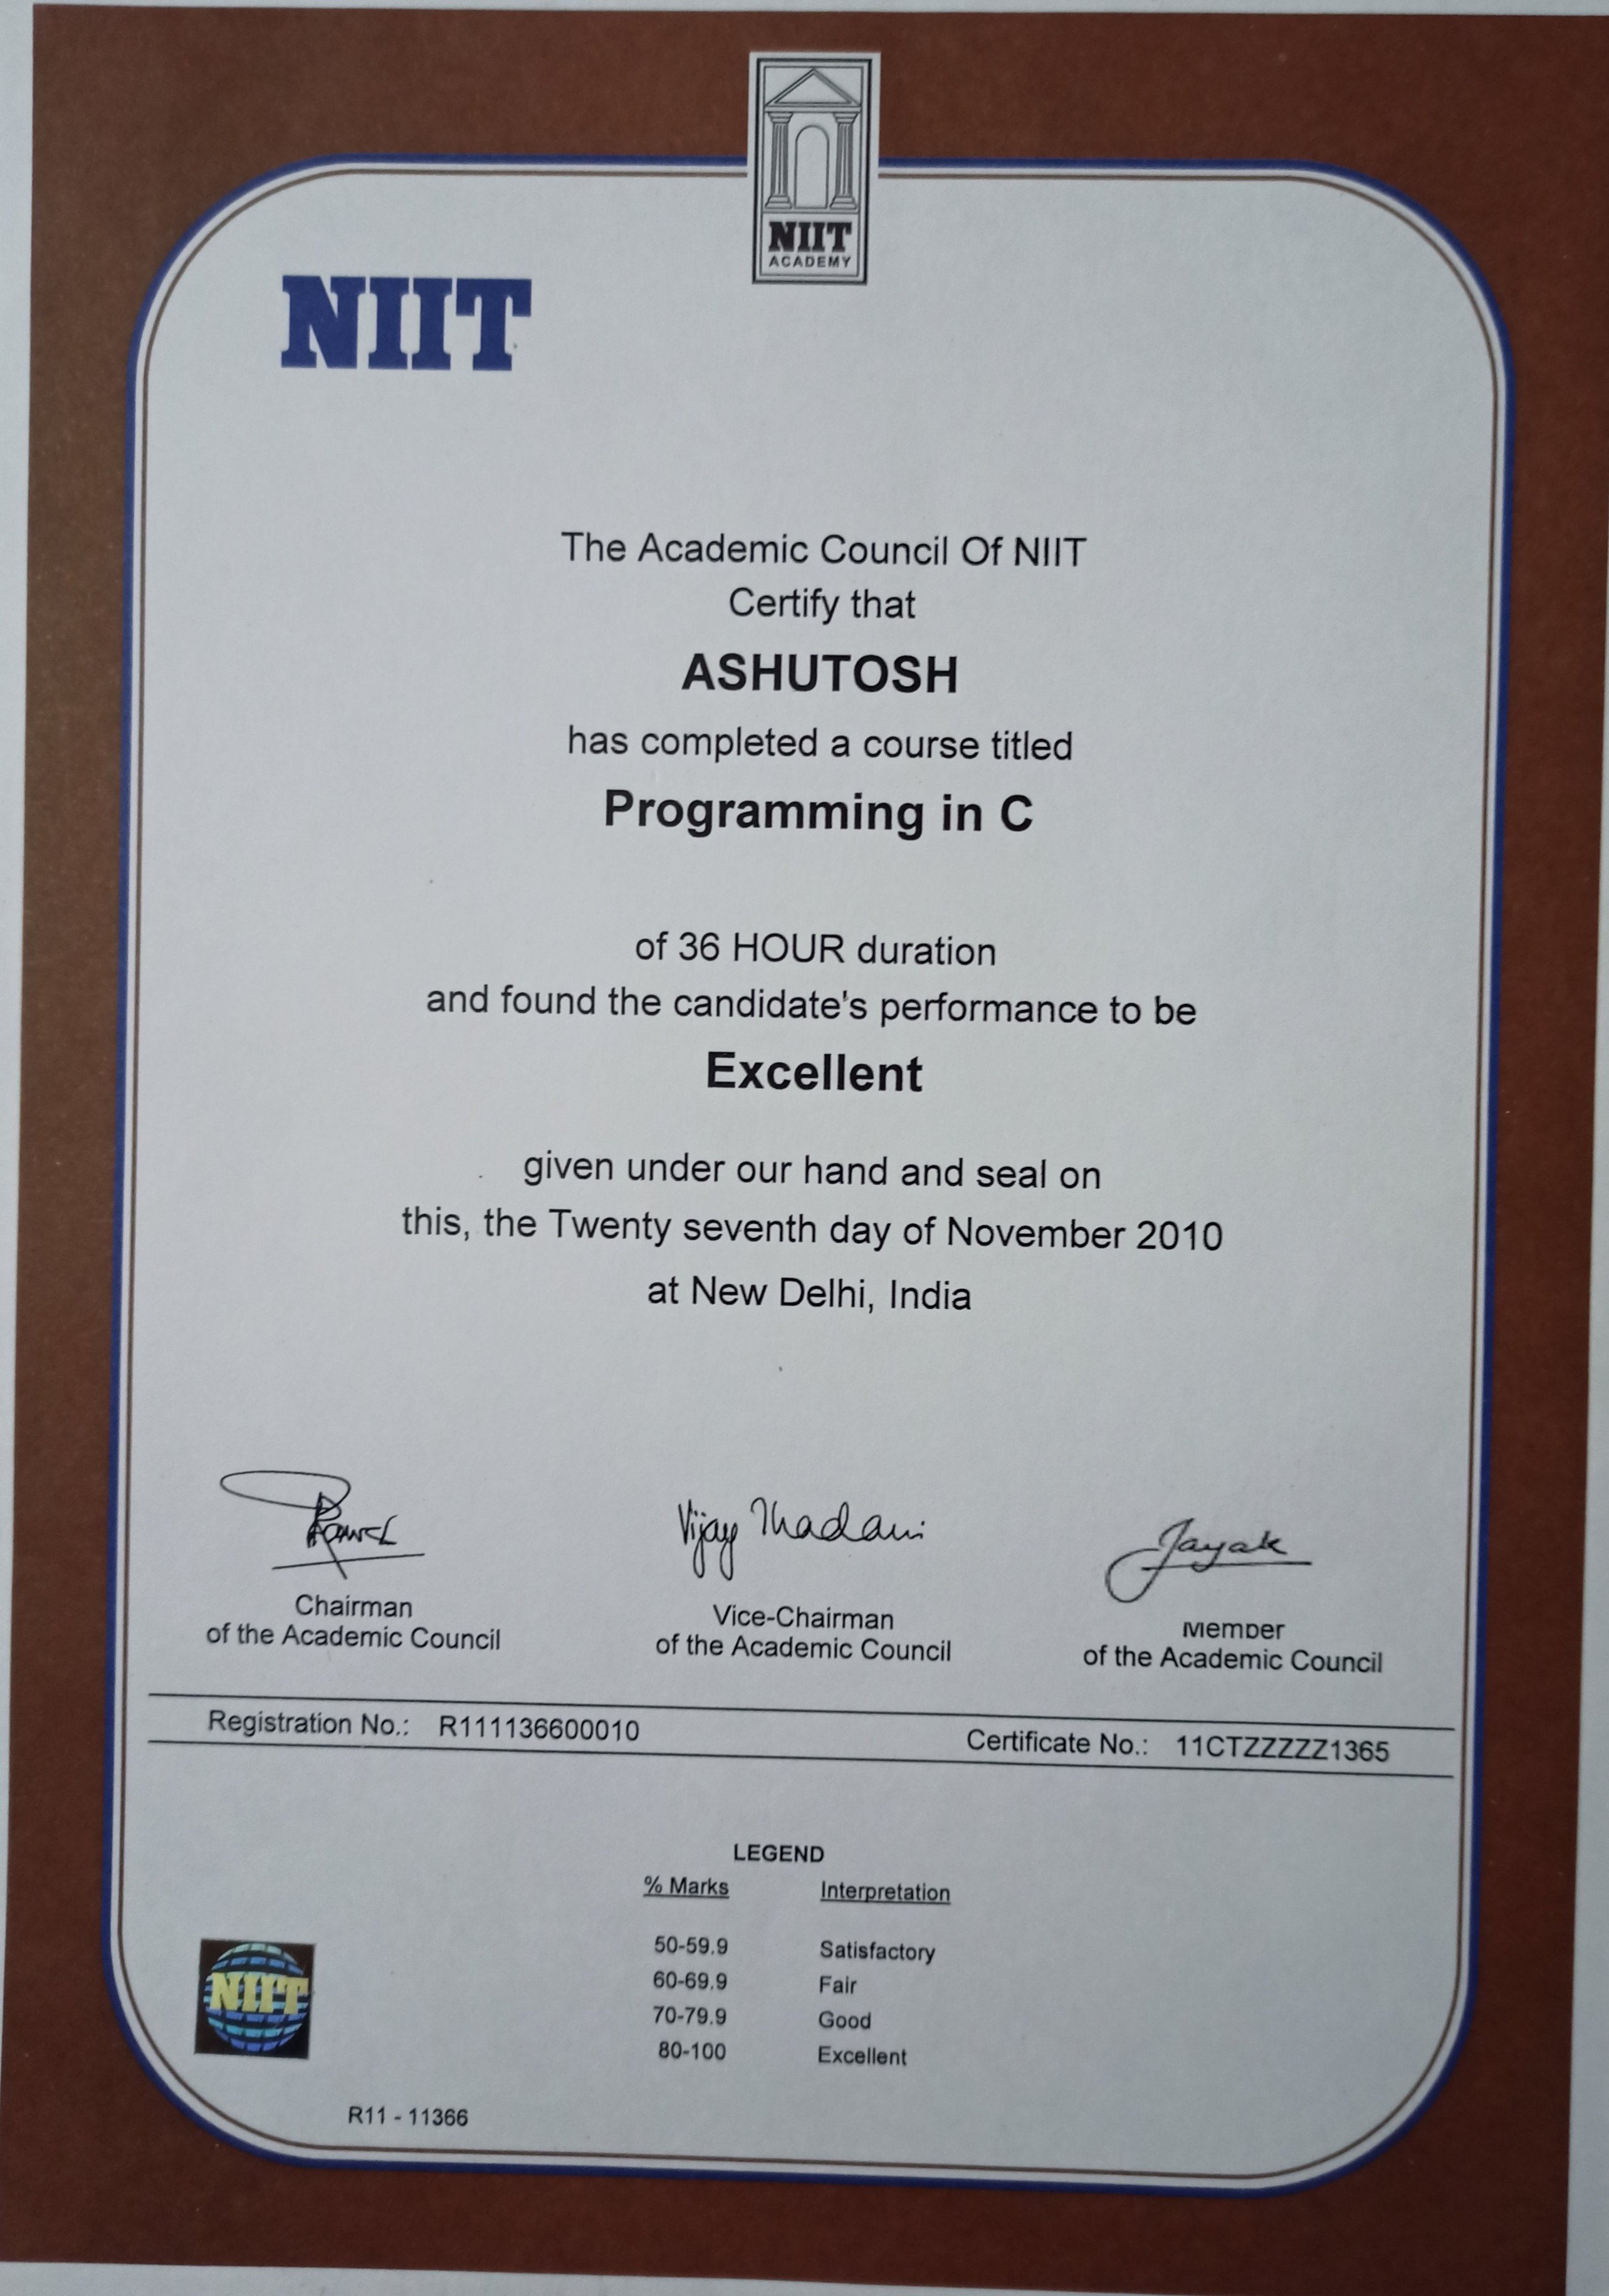 NIIT
ACADEMY
NIIT
The Academic Council Of NIIT
Certify that
ASHUTOSH
has completed a course titled
Programming in C
of 36 HOUR duration
and found the candidate's performance to be
Excellent
given under our hand and seal on
this, the Twenty seventh day of November 2010
at New Delhi, India
Vijay Thadani
Chairman
of the Academic Council
Vice-Chairman
of the Academic Council
Member
of the Academic Council
Registration No.: R111136600010
Certificate No.: 11CTZZZZZ1365
LEGEND
% Marks Interpretation
50-59.9 Satisfactory
60-69.9 Fair
70-79.9 Good
80-100 Excellent
NIIT
R11 - 11366